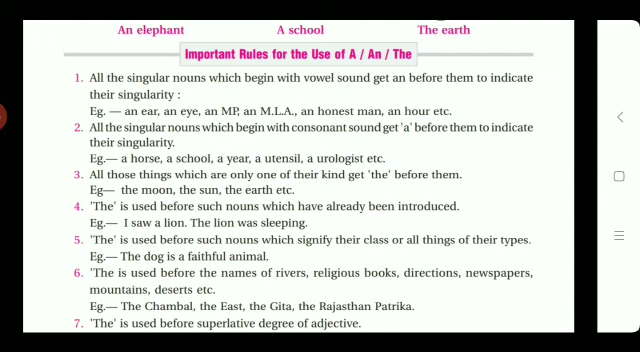 An elephant A school The earth
Important Rules for the Use of A / An / The
1. All the singular nouns which begin with vowel sound get an before them to indicate
their singularity :
Eg. — an ear, an eye, an MP, an M.L.A., an honest man, an hour etc.
2. All the singular nouns which begin with consonant sound get 'a' before them to indicate
their singularity.
Eg.— a horse, a school, a year, a utensil, a urologist etc.
3. All those things which are only one of their kind get 'the' before them.
Eg— the moon, the sun, the earth etc.
4. 'The' is used before such nouns which have already been introduced.
Eg.— I saw a lion. The lion was sleeping.
5. 'The' is used before such nouns which signify their class or all things of their types.
Eg.— The dog is a faithful animal.
6. 'The is used before the names of rivers, religious books, directions, newspapers,
mountains, deserts etc.
Eg.— The Chambal, the East, the Gita, the Rajasthan Patrika.
7. 'The' is used before superlative degree of adjective.